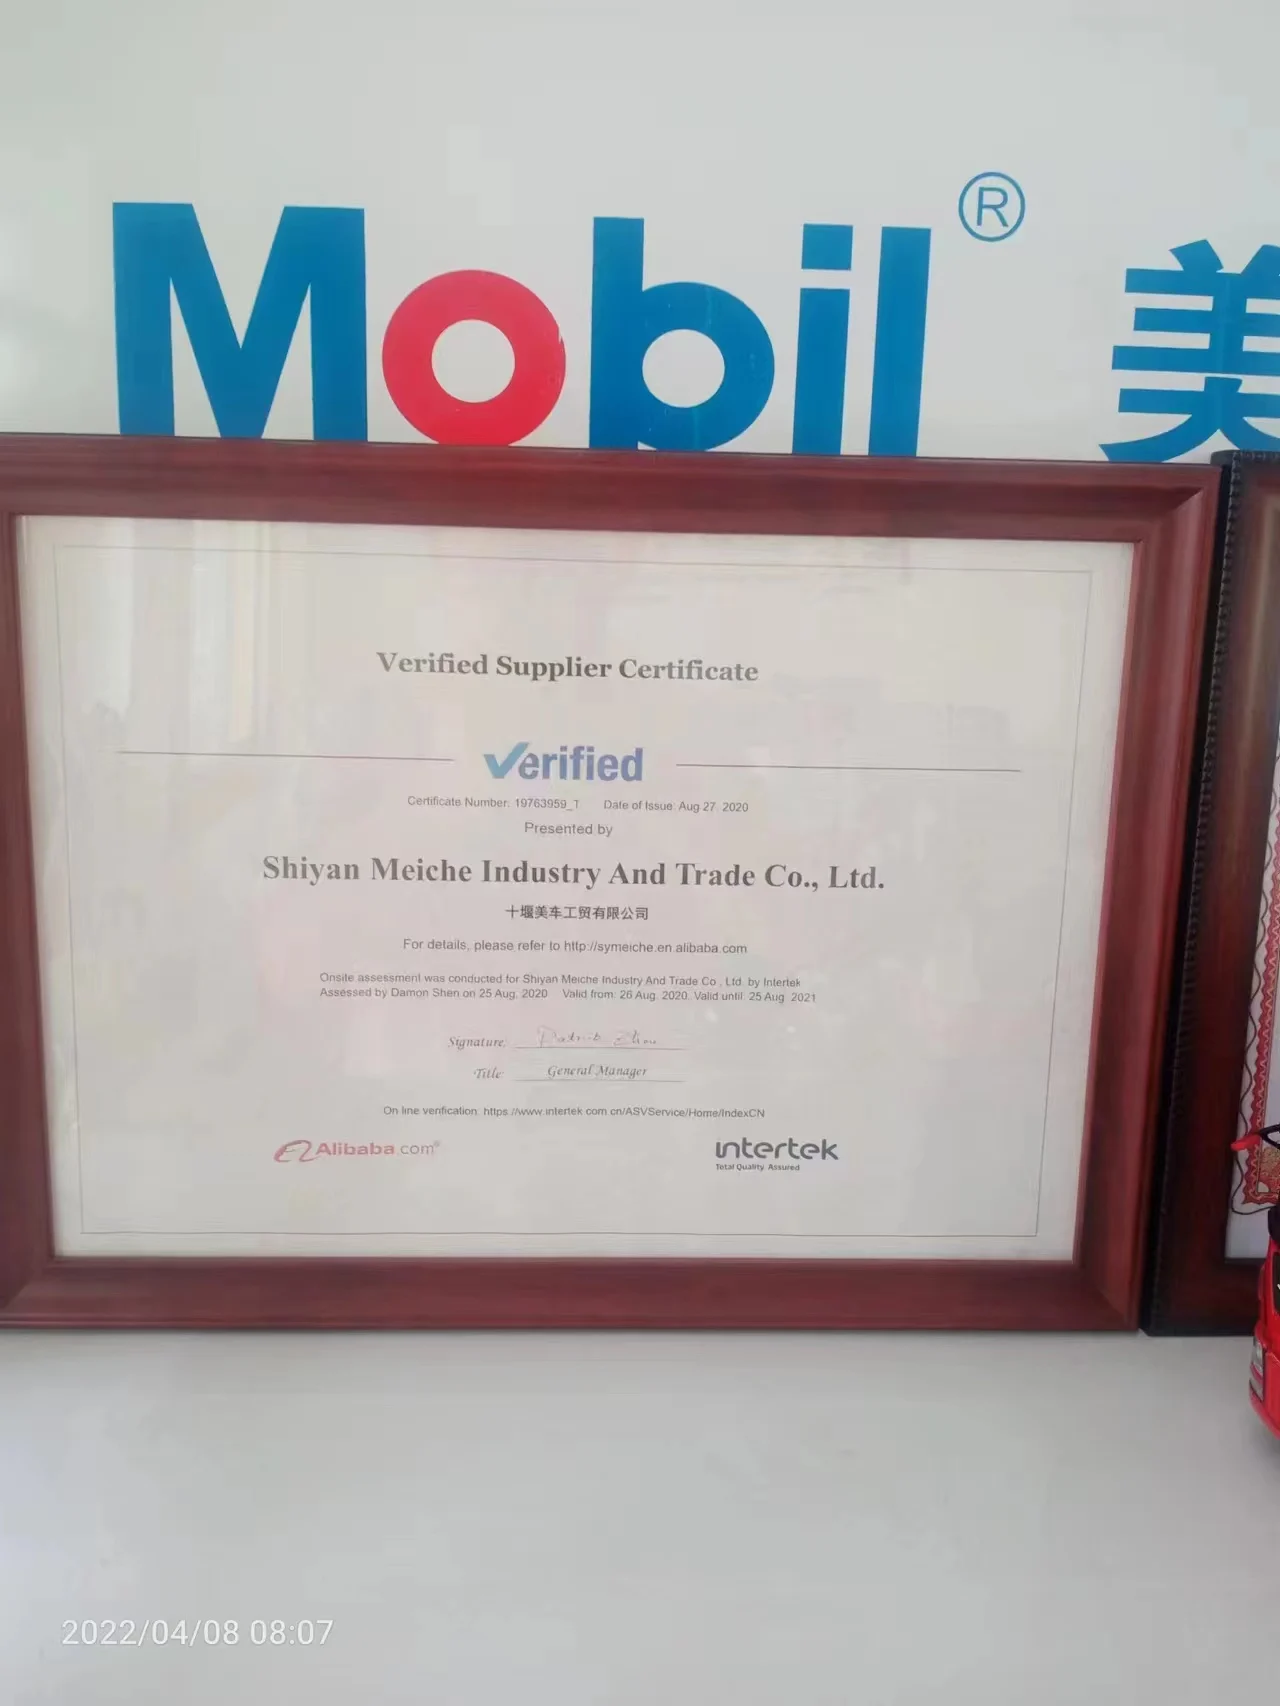 Mobil®
美
Verified Supplier Certificate
Verified
Certificate Number: 19763959_T Date of Issue: Aug 27, 2020
Presented by
Shiyan Meiche Industry And Trade Co., Ltd.
十堰美车工贸有限公司
For details, please refer to http://symeiche.en.alibaba.com
Onsite assessment was conducted for Shiyan Meiche Industry And Trade Co., Ltd. by Intertek
Assessed by Damon Shen on 25 Aug. 2020 Valid from: 26 Aug. 2020. Valid until: 25 Aug. 2021
Signature:
Title: General Manager
On line verification: https://www.intertek.com.cn/ASVService/Home/IndexCN
Alibaba.com®
intertek
Total Quality. Assured
2022/04/08 08:07